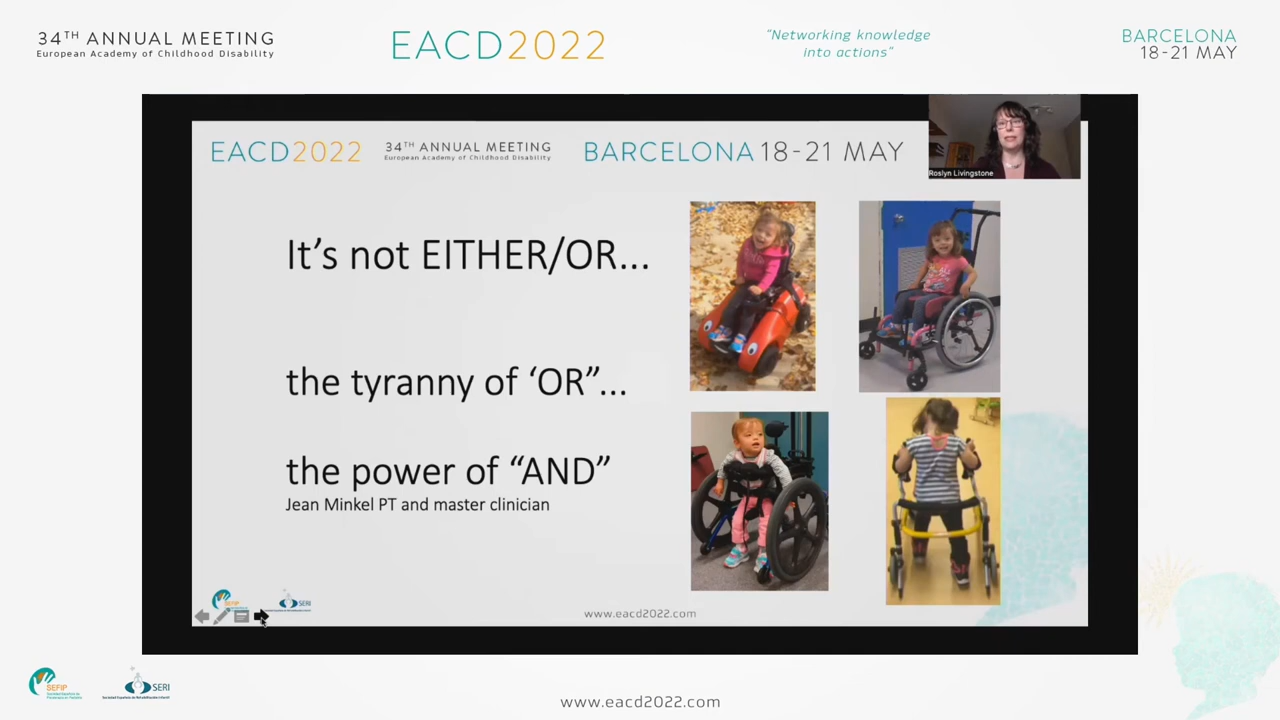 34TH ANNUAL MEETING
European Academy of Childhood Disability
EACD2022
"Networking knowledge
into actions"
BARCELONA
18-21 MAY
EACD2022
34TH ANNUAL MEETING
European Academy of Childhood Disability
BARCELONA 18-21 MAY
Roslyn Livingstone
It's not EITHER/OR...
the tyranny of 'OR"...
the power of "AND"
Jean Minkel PT and master clinician
SERI
www.eacd2022.com
SEFIP
SERI
www.eacd2022.com